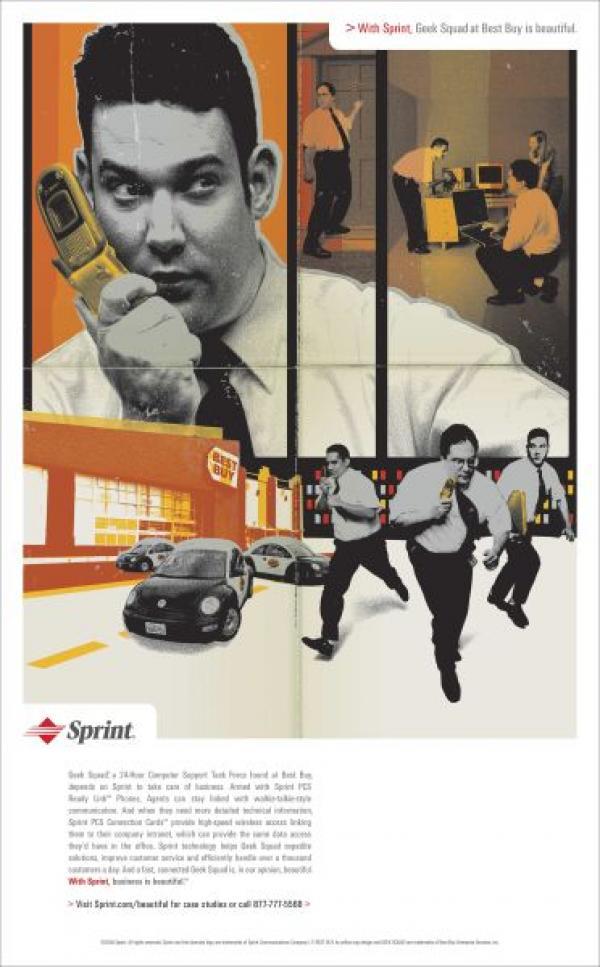 > With Sprint, Geek Squad at Best Buy is beautiful.
BEST
BUY
Sprint.
Geek Squad, a 24-Hour Computer Support Task Force found at Best Buy,
depends on Sprint to take care of business. Armed with Sprint PCS
Ready Link℠ Phones, Agents can stay linked with walkie-talkie-style
communication. And when they need more detailed technical information,
Sprint PCS Connection Cards™ provide high-speed wireless access linking
them to their company intranet, which can provide the same data access
they'd have in the office. Sprint technology helps Geek Squad expedite
solutions, improve customer service and efficiently handle over a thousand
customers a day. And a fast, connected Geek Squad is, in our opinion, beautiful.
With Sprint, business is beautiful.℠
> Visit Sprint.com/beautiful for case studies or call 877-777-5568 >